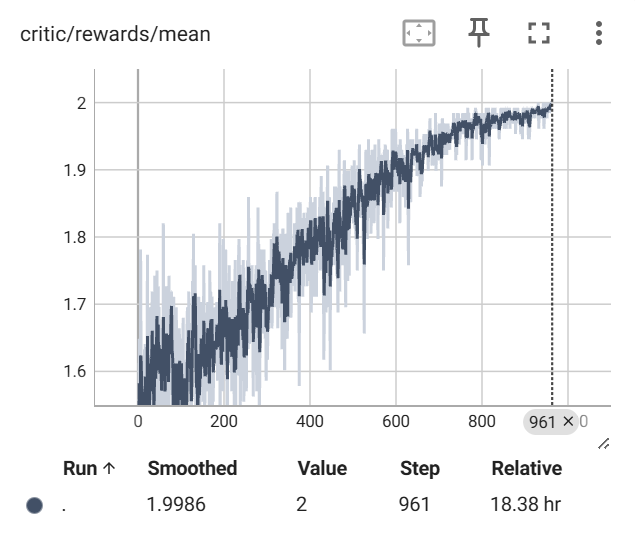 critic/rewards/mean
2
1.9
1.8
1.7
1.6
0 200 400 600 800 961 × 0
Run ↑ Smoothed Value Step Relative
. 1.9986 2 961 18.38 hr